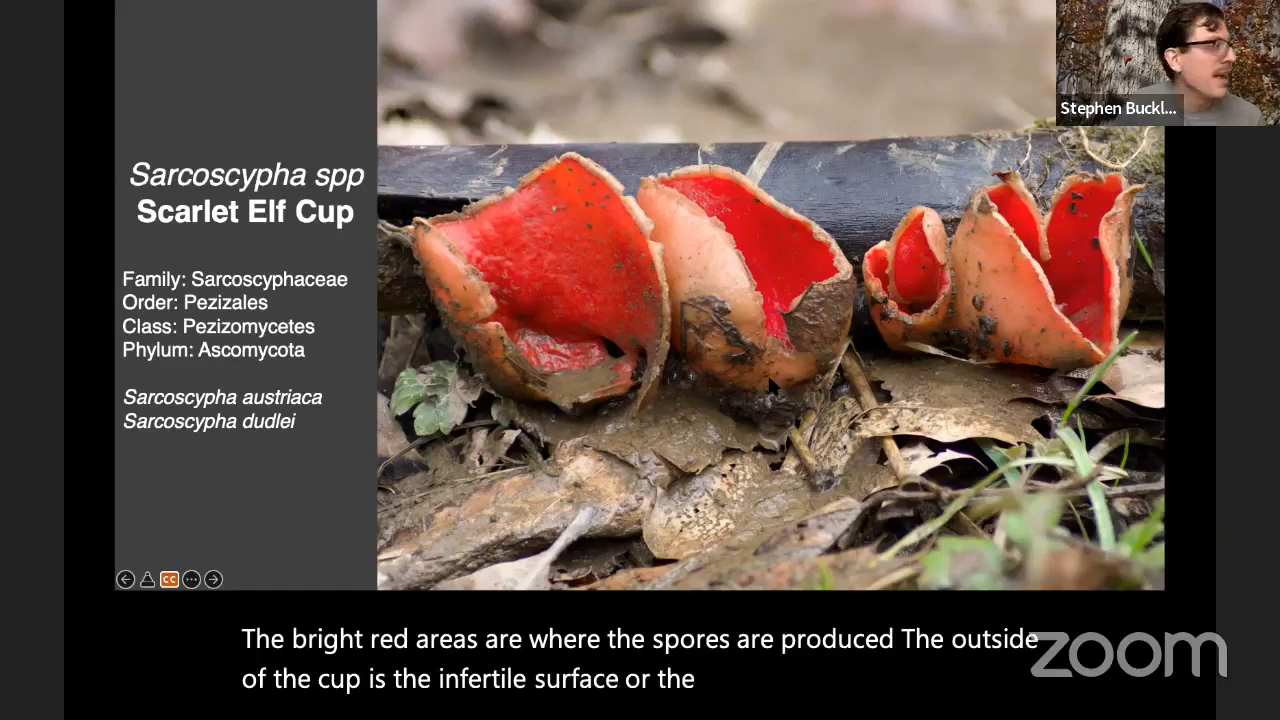 Sarcoscypha spp
Scarlet Elf Cup
Family: Sarcoscyphaceae
Order: Pezizales
Class: Pezizomycetes
Phylum: Ascomycota
Sarcoscypha austriaca
Sarcoscypha dudlei
Stephen Buckl...
CC
The bright red areas are where the spores are produced The outside
of the cup is the infertile surface or the
zoom